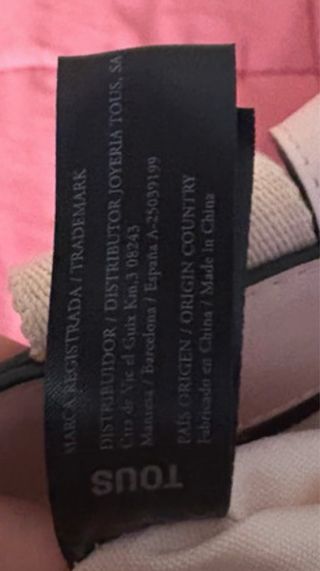 TOUS
MARCA REGISTRADA / TRADEMARK
DISTRIBUIDOR / DISTRIBUTOR JOYERIA TOUS, SA
Ctra de Vic el Guix Km.3 08243
Manresa / Barcelona / España A-25039199
PAÍS ORIGEN / ORIGIN COUNTRY
Fabricado en China / Made In China